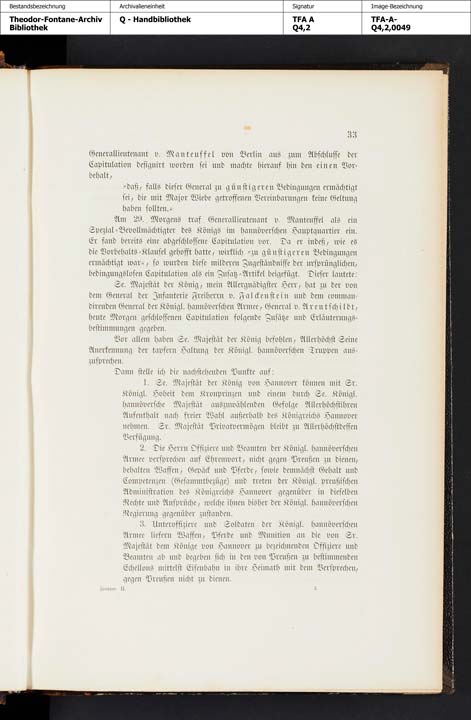 Bestandsbezeichnung Archivalieneinheit Signatur Image-Bezeichnung
Theodor-Fontane-Archiv Q - Handbibliothek TFA A TFA-A-
Bibliothek Q4,2 Q4,2,0049
33
Generallieutenant v. Manteuffel von Berlin aus zum Abschlusse der
Capitulation designirt worden sei und machte hierauf hin den einen Vor-
behalt,
»daß, falls dieser General zu günstigeren Bedingungen ermächtigt
sei, die mit Major Wiebe getroffenen Vereinbarungen keine Geltung
haben sollten.«
Am 29. Morgens traf Generallieutenant v. Manteuffel als ein
Spezial-Bevollmächtigter des Königs im hannöverschen Hauptquartier ein.
Er fand bereits eine abgeschlossene Capitulation vor. Da er indeß, wie es
die Vorbehalts-Klausel gehofft hatte, wirklich »zu günstigeren Bedingungen
ermächtigt war«, so wurden diese milderen Zugeständnisse der ursprünglichen,
bedingungslosen Capitulation als ein Zusatz-Artikel beigefügt. Dieser lautete:
Se. Majestät der König, mein Allergnädigster Herr, hat zu der von
dem General der Infanterie Freiherrn v. Falckenstein und dem comman-
direnden General der Königl. hannöverschen Armee, General v. Arentschildt,
heute Morgen geschlossenen Capitulation folgende Zusätze und Erläuterungs-
bestimmungen gegeben.
Vor allem haben Se. Majestät der König befohlen, Allerhöchst Seine
Anerkennung der tapfern Haltung der Königl. hannöverschen Truppen aus-
zusprechen.
Dann stelle ich die nachstehenden Punkte auf:
1. Se. Majestät der König von Hannover können mit Sr.
Königl. Hoheit dem Kronprinzen und einem durch Se. Königl.
hannöversche Majestät auszuwählenden Gefolge Allerhöchstihren
Aufenthalt nach freier Wahl außerhalb des Königreichs Hannover
nehmen. Sr. Majestät Privatvermögen bleibt zu Allerhöchstdessen
Verfügung.
2. Die Herrn Offiziere und Beamten der Königl. hannöverschen
Armee versprechen auf Ehrenwort, nicht gegen Preußen zu dienen,
behalten Waffen, Gepäck und Pferde, sowie demnächst Gehalt und
Competenzen (Gesammtbezüge) und treten der Königl. preußischen
Administration des Königreichs Hannover gegenüber in dieselben
Rechte und Ansprüche, welche ihnen bisher der Königl. hannöverschen
Regierung gegenüber zustanden.
3. Unteroffiziere und Soldaten der Königl. hannöverschen
Armee liefern Waffen, Pferde und Munition an die von Sr.
Majestät dem Könige von Hannover zu bezeichnenden Offiziere und
Beamten ab und begeben sich in den von Preußen zu bestimmenden
Echellons mittelst Eisenbahn in ihre Heimath mit dem Versprechen,
gegen Preußen nicht zu dienen.